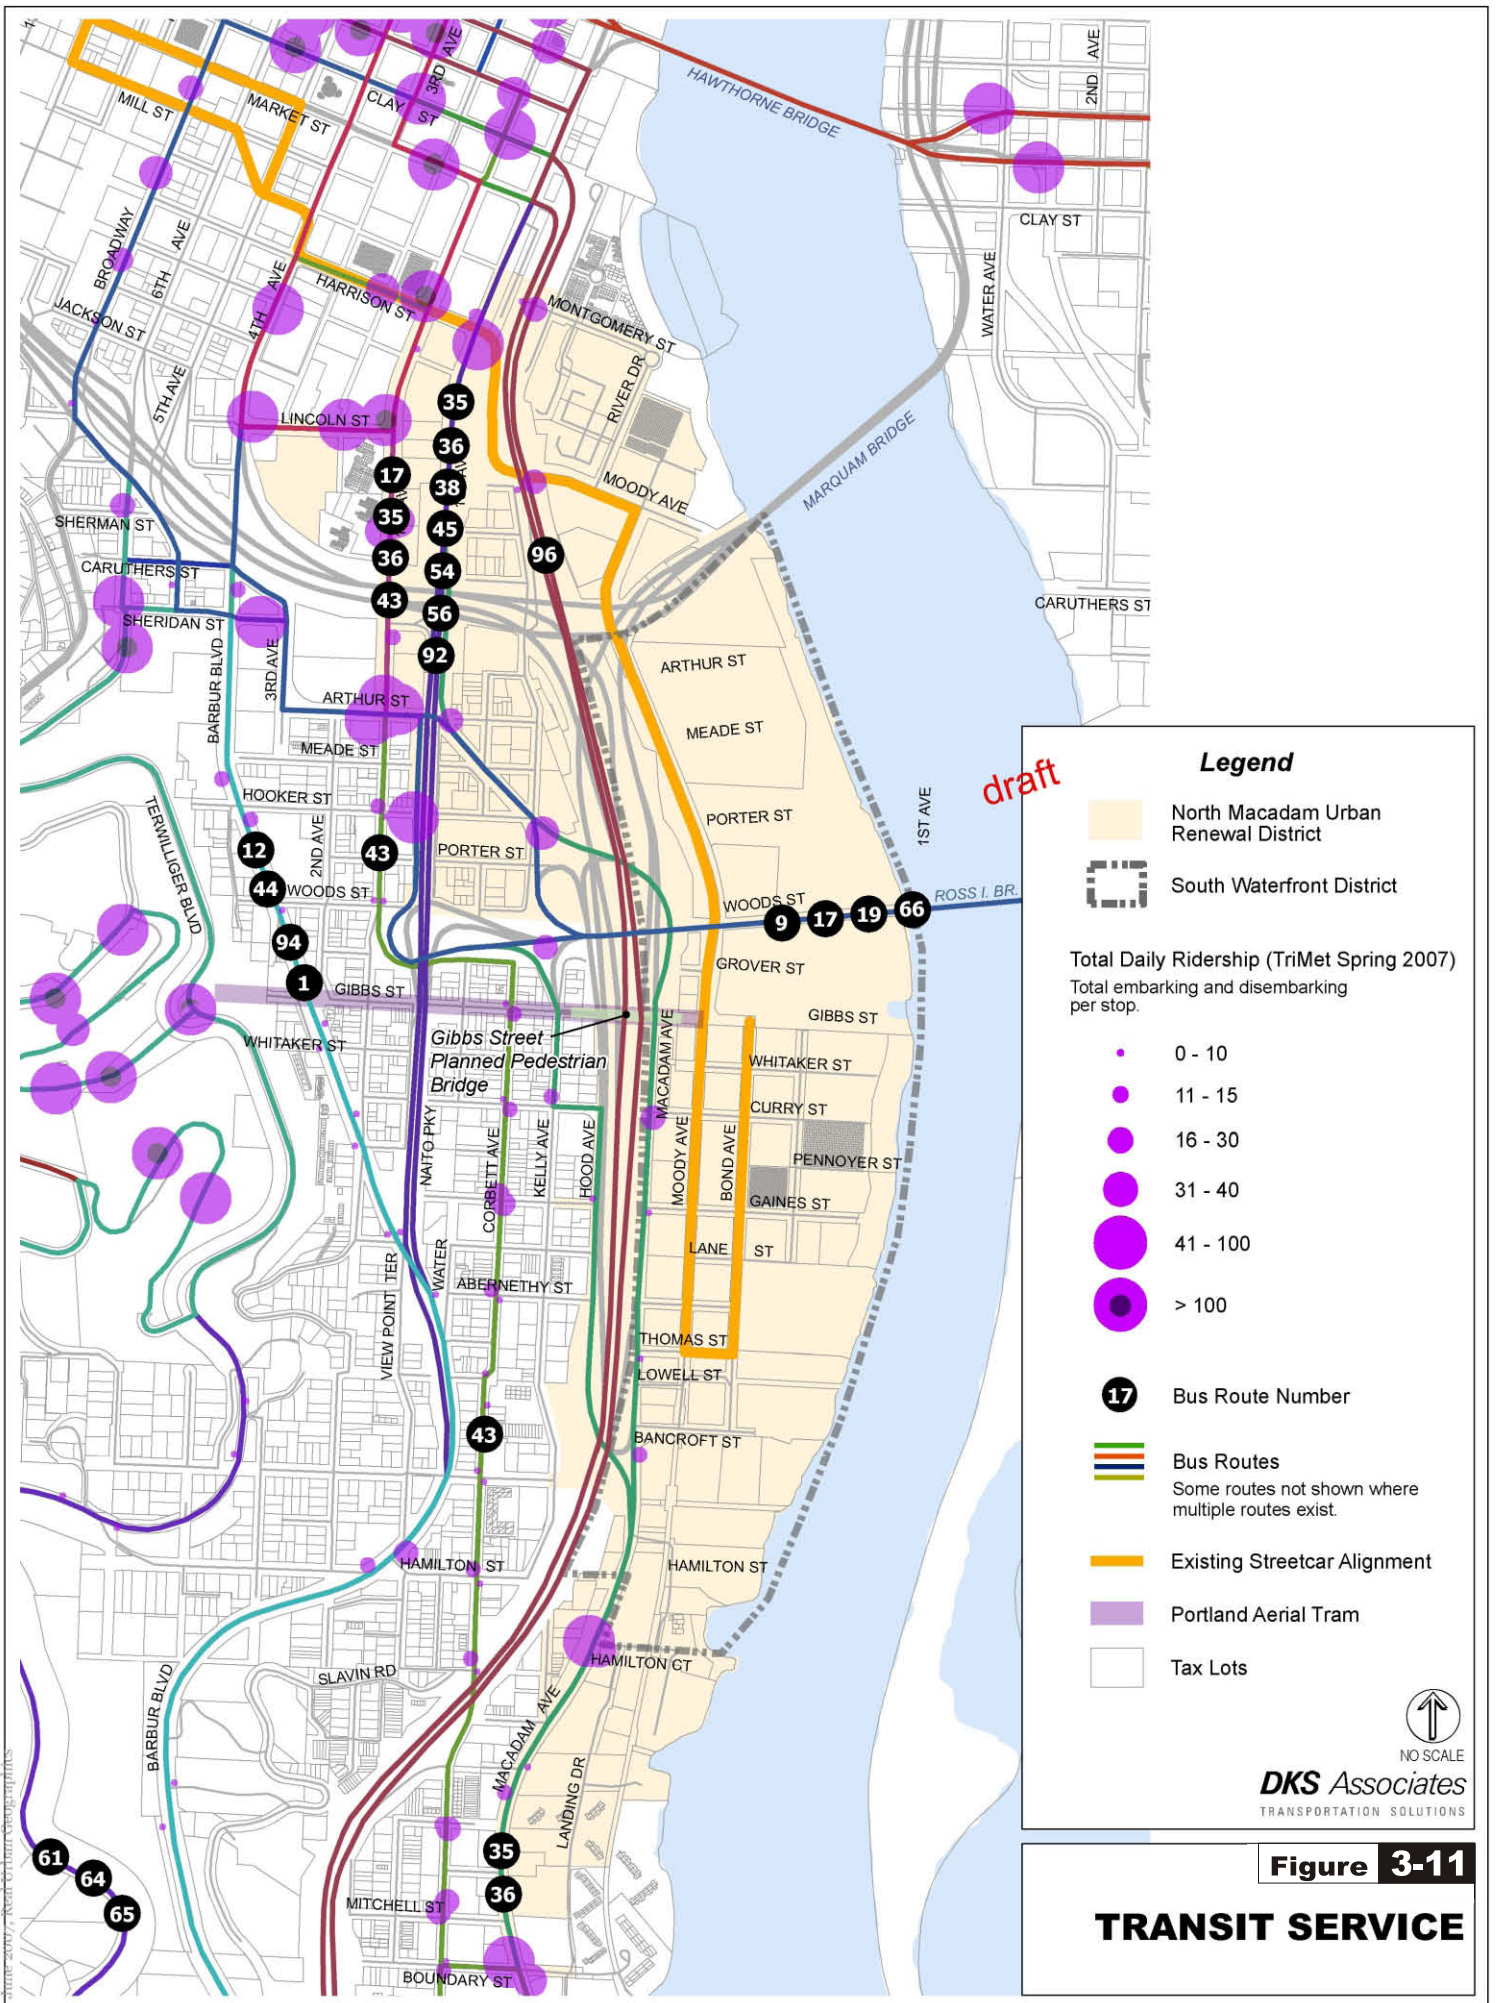 3RD AVE
2ND AVE
HAWTHORNE BRIDGE
MILL ST
MARKET ST
CLAY ST
CLAY ST
BROADWAY
6TH AVE
WATER AVE
JACKSON ST
4TH AVE
HARRISON ST
MONTGOMERY ST
5TH AVE
RIVER DR
LINCOLN ST
35
36
17
38
35
45
MOODY AVE
MARQUAM BRIDGE
SHERMAN ST
36
54
96
CARUTHERS ST
43
56
CARUTHERS ST
SHERIDAN ST
92
BARBUR BLVD
3RD AVE
ARTHUR ST
ARTHUR ST
MEADE ST
MEADE ST
TERWILLIGER BLVD
HOOKER ST
2ND AVE
PORTER ST
1ST AVE
draft
12
43
PORTER ST
44
WOODS ST
WOODS ST
9
17
19
66
ROSS I. BR.
94
1
GIBBS ST
GROVER ST
GIBBS ST
WHITAKER ST
Gibbs Street
Planned Pedestrian
Bridge
MACADAM AVE
WHITAKER ST
CURRY ST
NAITO PKY
CORBETT AVE
KELLY AVE
HOOD AVE
MOODY AVE
BOND AVE
PENNOYER ST
GAINES ST
LANE ST
VIEW POINT TER
WATER
ABERNETHY ST
THOMAS ST
LOWELL ST
43
BANCROFT ST
HAMILTON ST
HAMILTON ST
HAMILTON CT
SLAVIN RD
BARBUR BLVD
MACADAM AVE
LANDING DR
35
36
61
64
65
MITCHELL ST
BOUNDARY ST
June 2007, Real Urban Geographics
Legend
North Macadam Urban
Renewal District
South Waterfront District
Total Daily Ridership (TriMet Spring 2007)
Total embarking and disembarking
per stop.
0 - 10
11 - 15
16 - 30
31 - 40
41 - 100
> 100
17 Bus Route Number
Bus Routes
Some routes not shown where
multiple routes exist.
Existing Streetcar Alignment
Portland Aerial Tram
Tax Lots
NO SCALE
DKS Associates
TRANSPORTATION SOLUTIONS
Figure 3-11
TRANSIT SERVICE